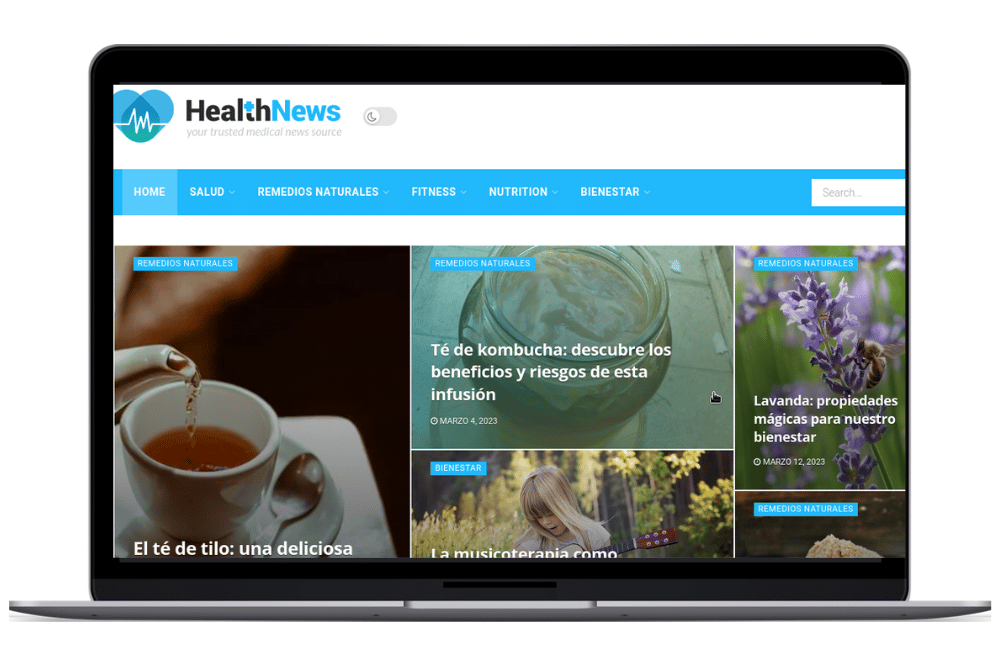 HealthNews
your trusted medical news source
HOME SALUD REMEDIOS NATURALES FITNESS NUTRITION BIENESTAR Search...
REMEDIOS NATURALES
El té de tilo: una deliciosa
REMEDIOS NATURALES
Té de kombucha: descubre los
beneficios y riesgos de esta
infusión
MARZO 4, 2023
BIENESTAR
La musicoterapia como
REMEDIOS NATURALES
Lavanda: propiedades
mágicas para nuestro
bienestar
MARZO 12, 2023
REMEDIOS NATURALES